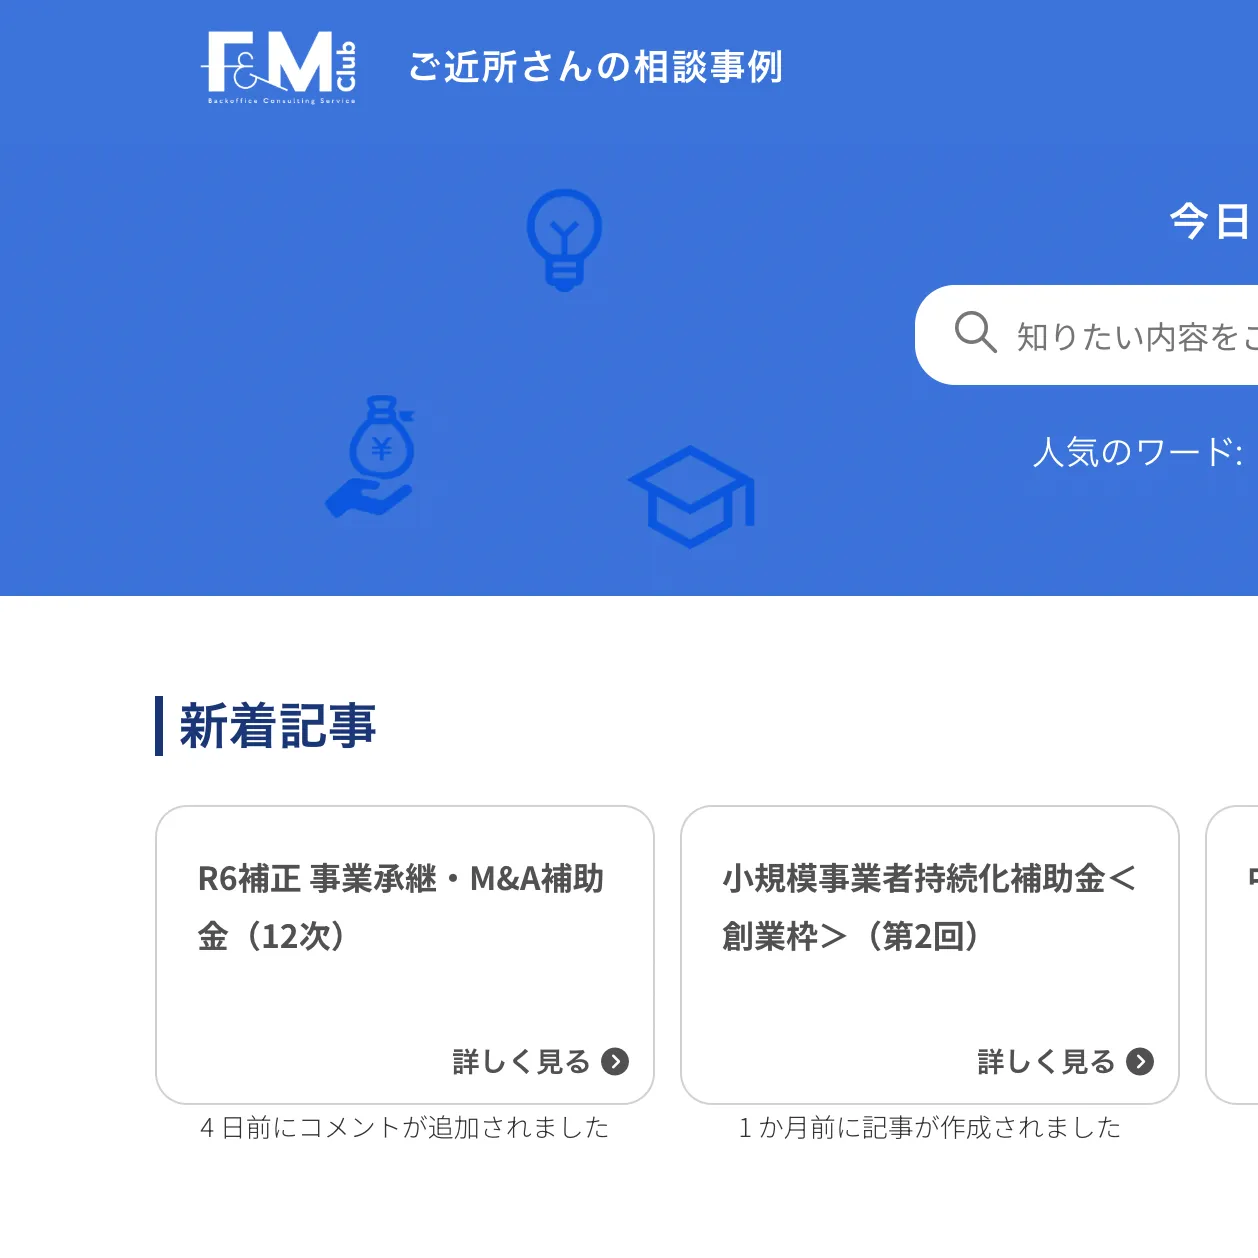 F&M Club
Backoffice Consulting Service
ご近所さんの相談事例
今日
知りたい内容をご
人気のワード:
新着記事
R6補正 事業承継・M&A補助
金（12次）
詳しく見る
4 日前にコメントが追加されました
小規模事業者持続化補助金＜
創業枠＞（第2回）
詳しく見る
1 か月前に記事が作成されました